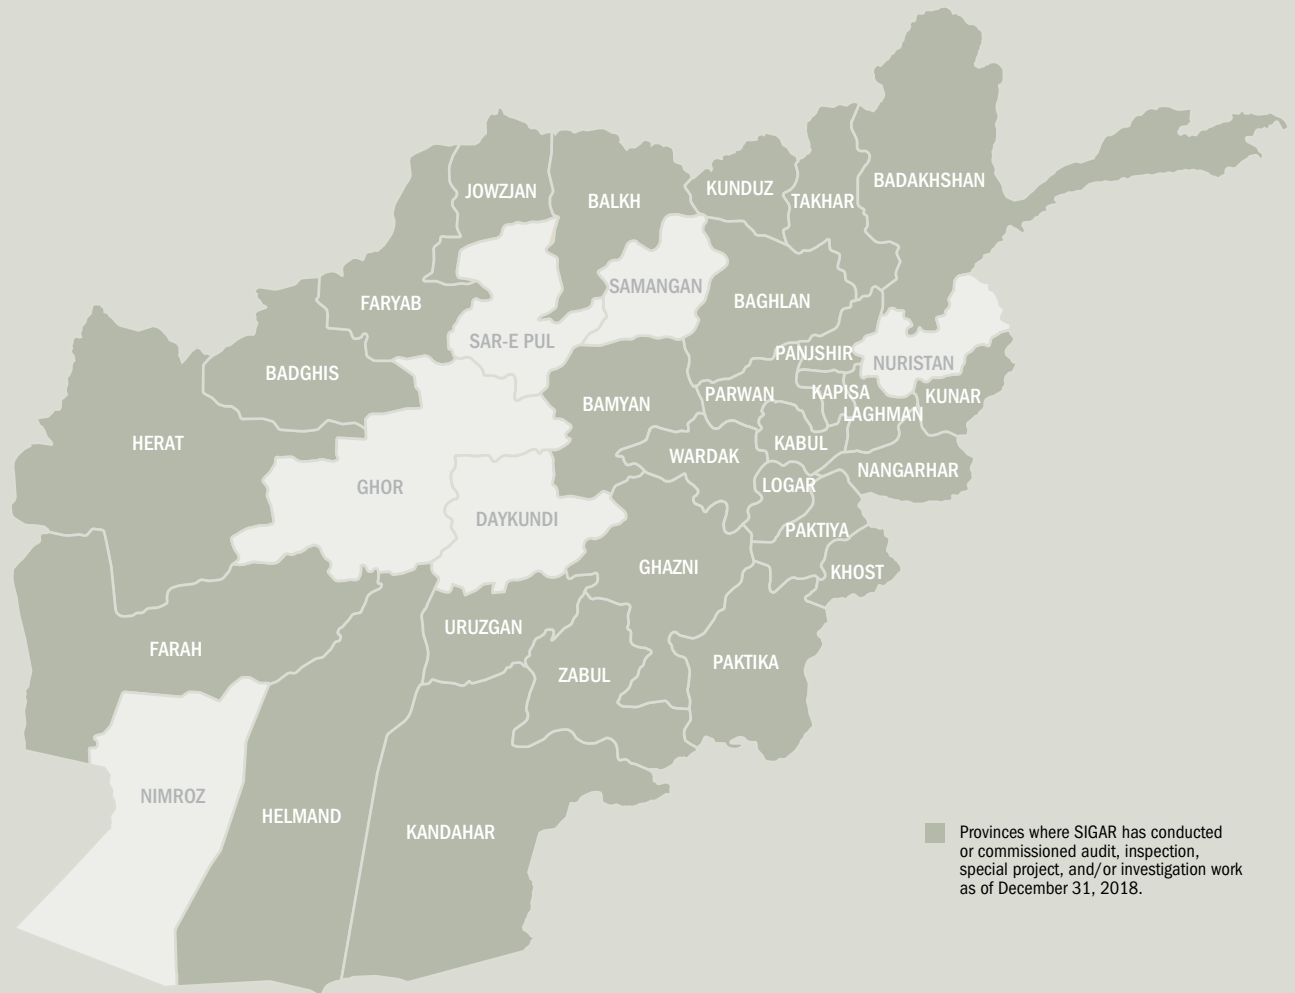 BADAKHSHAN
JOWZJAN
KUNDUZ
BALKH
TAKHAR
SAMANGAN
BAGHLAN
FARYAB
SAR-E PUL
PANJSHIR
NURISTAN
BADGHIS
PARWAN
KAPISA
KUNAR
BAMYAN
LAGHMAN
HERAT
KABUL
WARDAK
NANGARHAR
GHOR
LOGAR
DAYKUNDI
PAKTIYA
GHAZNI
KHOST
URUZGAN
FARAH
PAKTIKA
ZABUL
NIMROZ
HELMAND
KANDAHAR
Provinces where SIGAR has conducted
or commissioned audit, inspection,
special project, and/or investigation work
as of December 31, 2018.